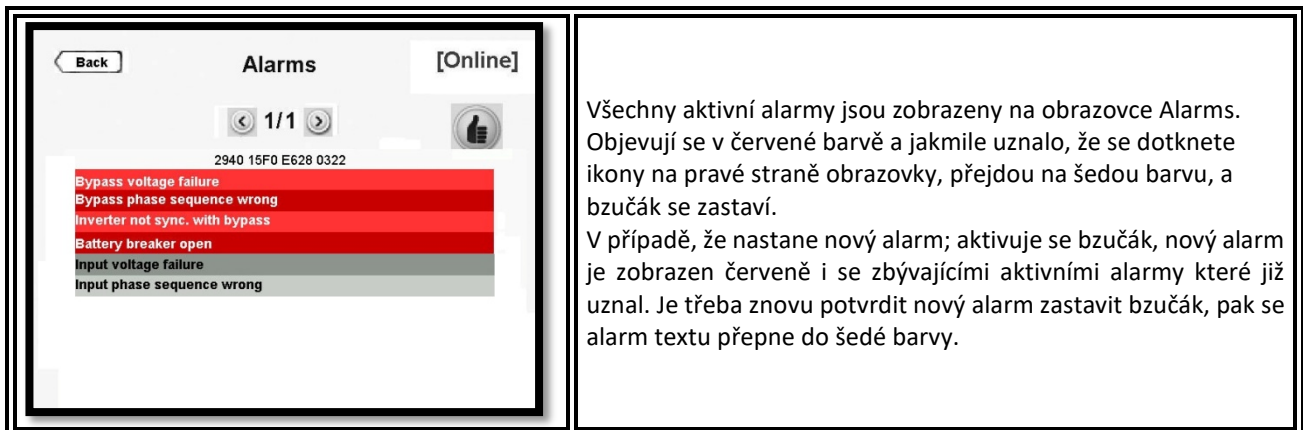 Back
Alarms
[Online]
1/1
2940 15F0 E628 0322
Bypass voltage failure
Bypass phase sequence wrong
Inverter not sync. with bypass
Battery breaker open
Input voltage failure
Input phase sequence wrong
Všechny aktivní alarmy jsou zobrazeny na obrazovce Alarms.
Objevují se v červené barvě a jakmile uznalo, že se dotknete
ikony na pravé straně obrazovky, přejdou na šedou barvu, a
bzučák se zastaví.
V případě, že nastane nový alarm; aktivuje se bzučák, nový alarm
je zobrazen červeně i se zbývajícími aktivními alarmy které již
uznal. Je třeba znovu potvrdit nový alarm zastavit bzučák, pak se
alarm textu přepne do šedé barvy.